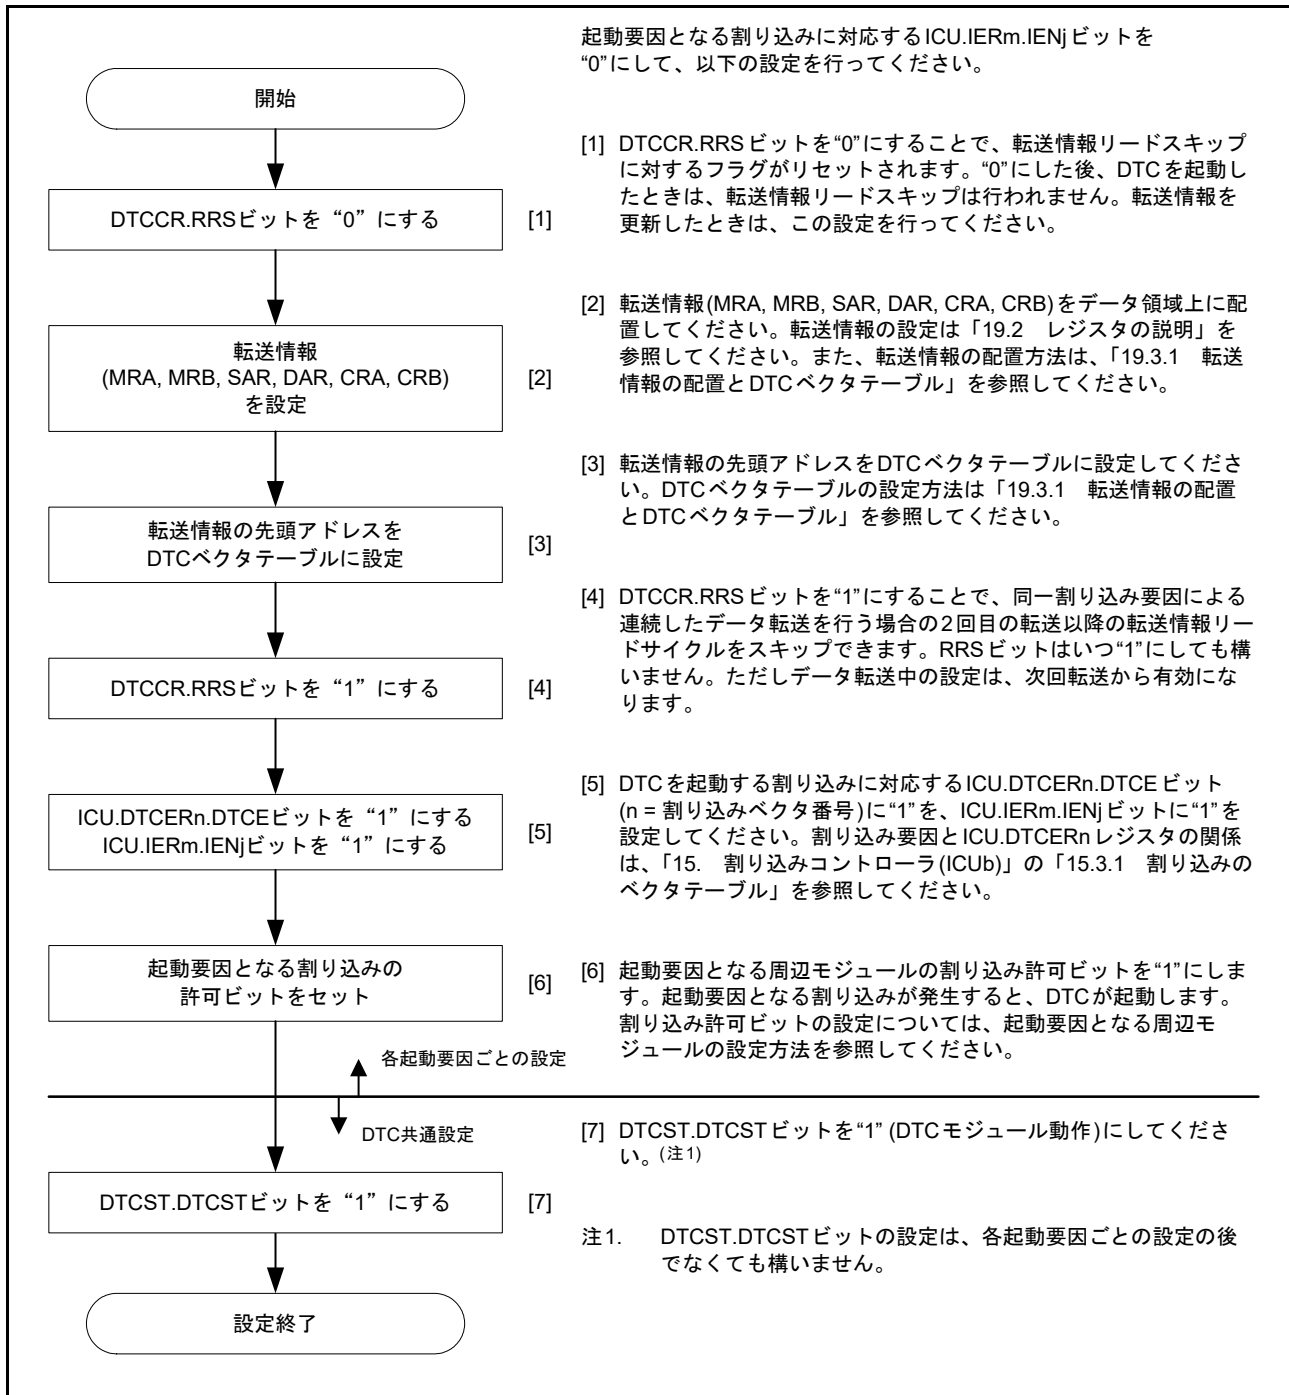 起動要因となる割り込みに対応するICU.IERm.IENjビットを
“0”にして、以下の設定を行ってください。
開始
[1] DTCCR.RRSビットを“0”にすることで、転送情報リードスキップ
に対するフラグがリセットされます。“0”にした後、DTCを起動し
たときは、転送情報リードスキップは行われません。転送情報を
更新したときは、この設定を行ってください。
DTCCR.RRSビットを“0”にする
[1]
[2] 転送情報(MRA, MRB, SAR, DAR, CRA, CRB)をデータ領域上に配
置してください。転送情報の設定は「19.2 レジスタの説明」を
参照してください。また、転送情報の配置方法は、「19.3.1 転送
情報の配置とDTCベクタテーブル」を参照してください。
転送情報
(MRA, MRB, SAR, DAR, CRA, CRB)
を設定
[2]
[3] 転送情報の先頭アドレスをDTCベクタテーブルに設定してくださ
い。DTCベクタテーブルの設定方法は「19.3.1 転送情報の配置
とDTCベクタテーブル」を参照してください。
転送情報の先頭アドレスを
DTCベクタテーブルに設定
[3]
[4] DTCCR.RRSビットを“1”にすることで、同一割り込み要因による
連続したデータ転送を行う場合の2回目の転送以降の転送情報リー
ドサイクルをスキップできます。RRSビットはいつ“1”にしても構
いません。ただしデータ転送中の設定は、次回転送から有効にな
ります。
DTCCR.RRSビットを“1”にする
[4]
[5] DTCを起動する割り込みに対応するICU.DTCERn.DTCEビット
(n = 割り込みベクタ番号)に“1”を、ICU.IERm.IENjビットに“1”を
設定してください。割り込み要因とICU.DTCERnレジスタの関係
は、「15. 割り込みコントローラ(ICUb)」の「15.3.1 割り込みの
ベクタテーブル」を参照してください。
ICU.DTCERn.DTCEビットを“1”にする
ICU.IERm.IENjビットを“1”にする
[5]
起動要因となる割り込みの
許可ビットをセット
[6]
[6] 起動要因となる周辺モジュールの割り込み許可ビットを“1”にしま
す。起動要因となる割り込みが発生すると、DTCが起動します。
割り込み許可ビットの設定については、起動要因となる周辺モ
ジュールの設定方法を参照してください。
各起動要因ごとの設定
DTC共通設定
[7] DTCST.DTCSTビットを“1” (DTCモジュール動作)にしてくださ
い。(注1)
DTCST.DTCSTビットを“1”にする
[7]
注1. DTCST.DTCSTビットの設定は、各起動要因ごとの設定の後
でなくても構いません。
設定終了